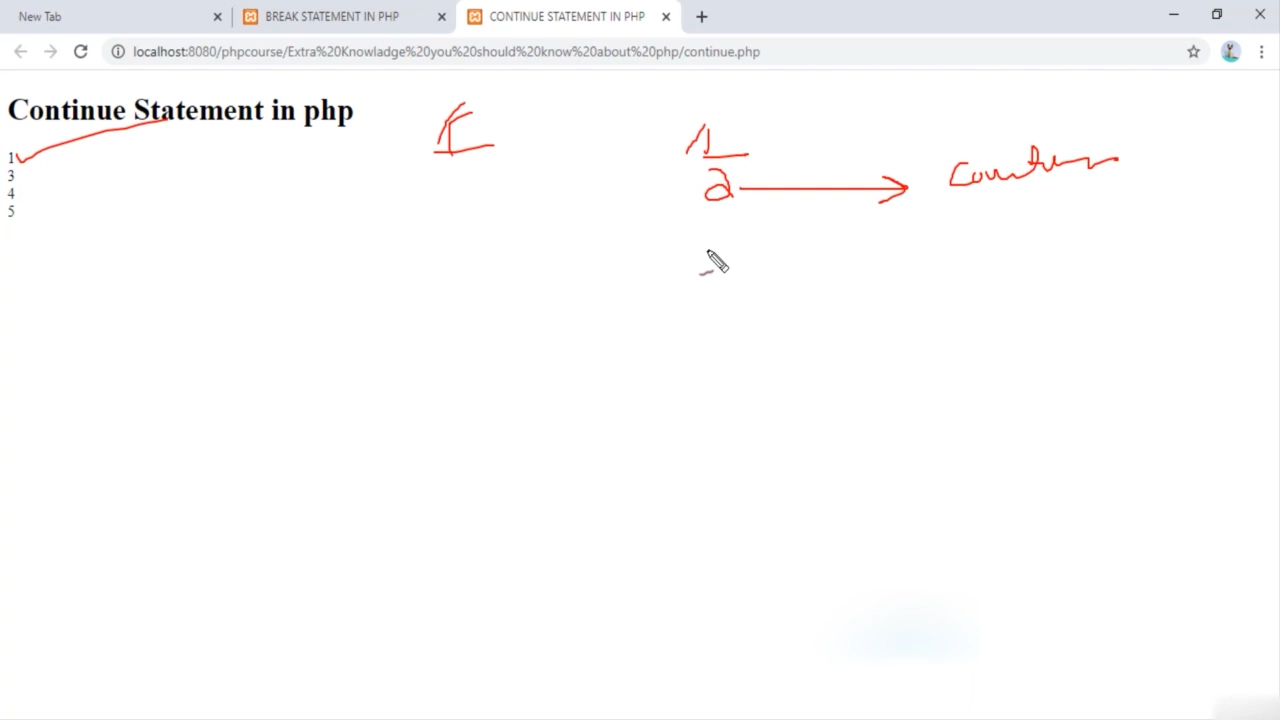 New Tab
BREAK STATEMENT IN PHP
CONTINUE STATEMENT IN PHP
localhost:8080/phpcourse/Extra%20Knowladge%20you%20should%20know%20about%20php/continue.php
Continue Statement in php
1
3
4
5
1
2